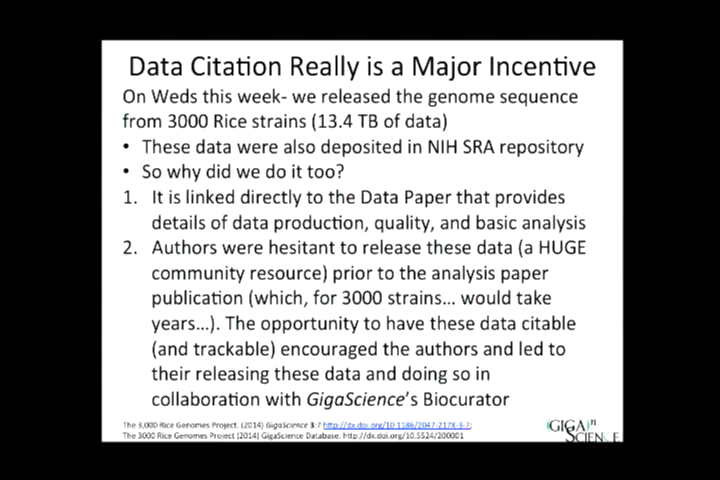 Data Citation Really is a Major Incentive
On Weds this week- we released the genome sequence
from 3000 Rice strains (13.4 TB of data)
• These data were also deposited in NIH SRA repository
• So why did we do it too?
1. It is linked directly to the Data Paper that provides
details of data production, quality, and basic analysis
2. Authors were hesitant to release these data (a HUGE
community resource) prior to the analysis paper
publication (which, for 3000 strains... would take
years...). The opportunity to have these data citable
(and trackable) encouraged the authors and led to
their releasing these data and doing so in
collaboration with GigaScience's Biocurator
The 3,000 Rice Genomes Project. (2014) GigaScience 3:7 http://dx.doi.org/10.1186/2047-217X-3-7;
The 3000 Rice Genomes Project (2014) GigaScience Database. http://dx.doi.org/10.5524/200001
(GIGA)n
SCIENCE